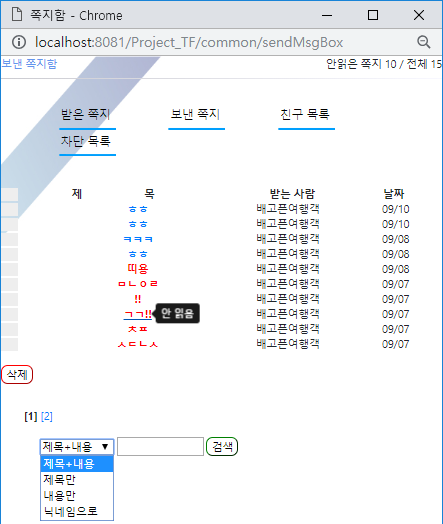 쪽지함 - Chrome
localhost:8081/Project_TF/common/sendMsgBox
보낸 쪽지함 안읽은 쪽지 10 / 전체 15
받은 쪽지 보낸 쪽지 친구 목록
차단 목록
제 목 받는 사람 날짜
ㅎㅎ 배고픈여행객 09/10
ㅎㅎ 배고픈여행객 09/10
ㅋㅋㅋ 배고픈여행객 09/08
ㅎㅎ 배고픈여행객 09/08
띠용 배고픈여행객 09/08
ㅁㄴㅇㄹ 배고픈여행객 09/07
!! 배고픈여행객 09/07
ㄱㄱ!! 안 읽음 배고픈여행객 09/07
ㅊㅍ 배고픈여행객 09/07
ㅅㄷㄴㅅ 배고픈여행객 09/07
삭제
[1] [2]
제목+내용 ▼ 검색
제목+내용
제목만
내용만
닉네임으로